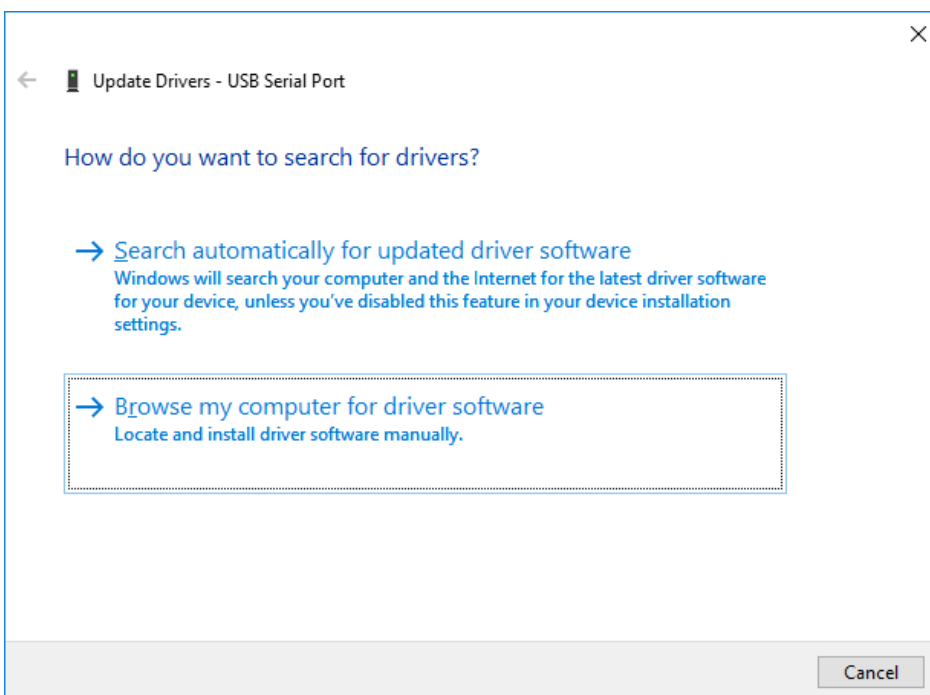 Update Drivers - USB Serial Port
How do you want to search for drivers?
Search automatically for updated driver software
Windows will search your computer and the Internet for the latest driver software
for your device, unless you've disabled this feature in your device installation
settings.
Browse my computer for driver software
Locate and install driver software manually.
Cancel